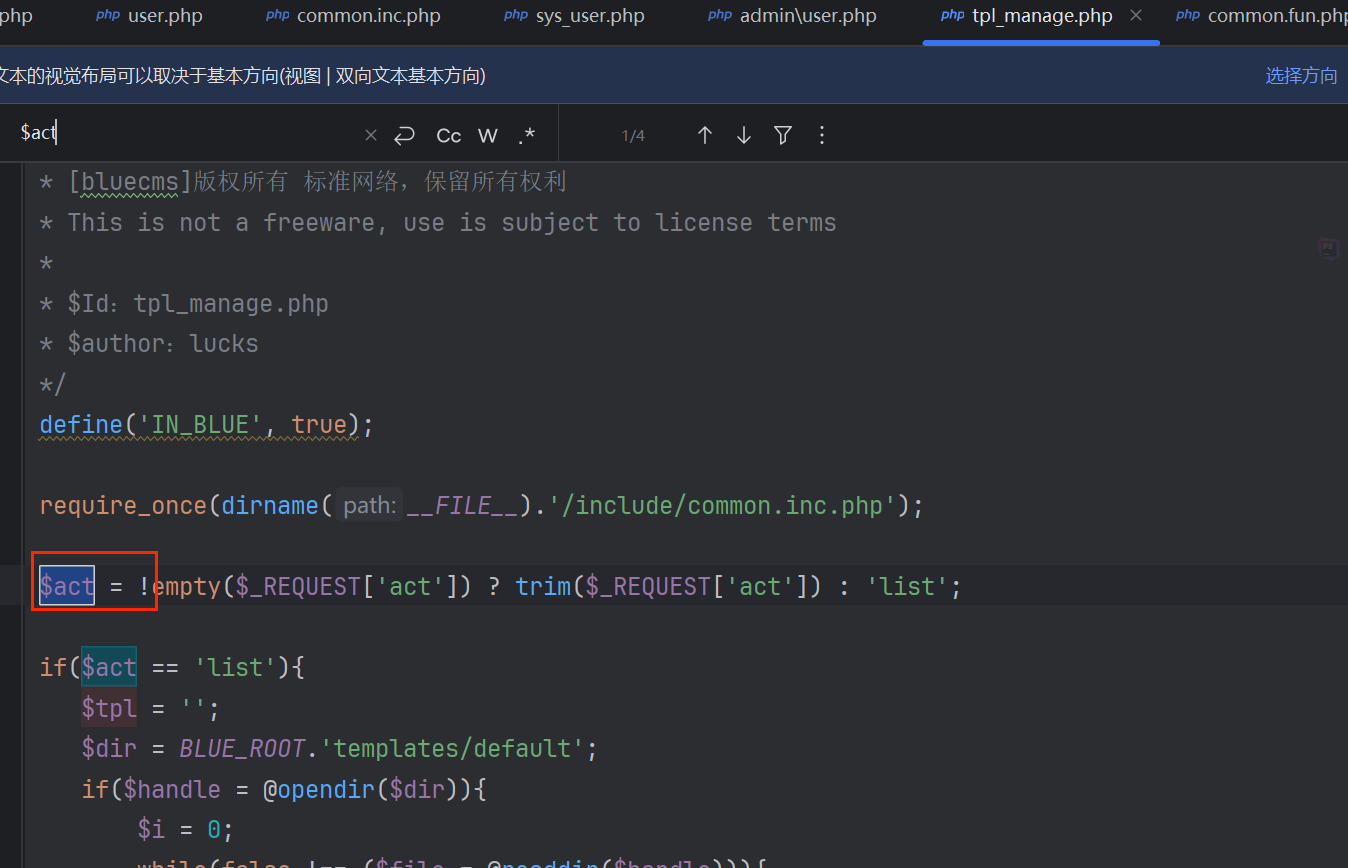 php php user.php php common.inc.php php sys_user.php php admin\user.php php tpl_manage.php × php common.fun.php
文本的视觉布局可以取决于基本方向(视图 | 双向文本基本方向) 选择方向
$act Cc W .* 1/4
* [bluecms]版权所有 标准网络，保留所有权利
* This is not a freeware, use is subject to license terms
*
* $Id：tpl_manage.php
* $author：lucks
*/
define('IN_BLUE', true);
require_once(dirname( path: __FILE__).'/include/common.inc.php');
$act = !empty($_REQUEST['act']) ? trim($_REQUEST['act']) : 'list';
if($act == 'list'){
$tpl = '';
$dir = BLUE_ROOT.'templates/default';
if($handle = @opendir($dir)){
$i = 0;
while(false !== ($file = @readdir($handle))){